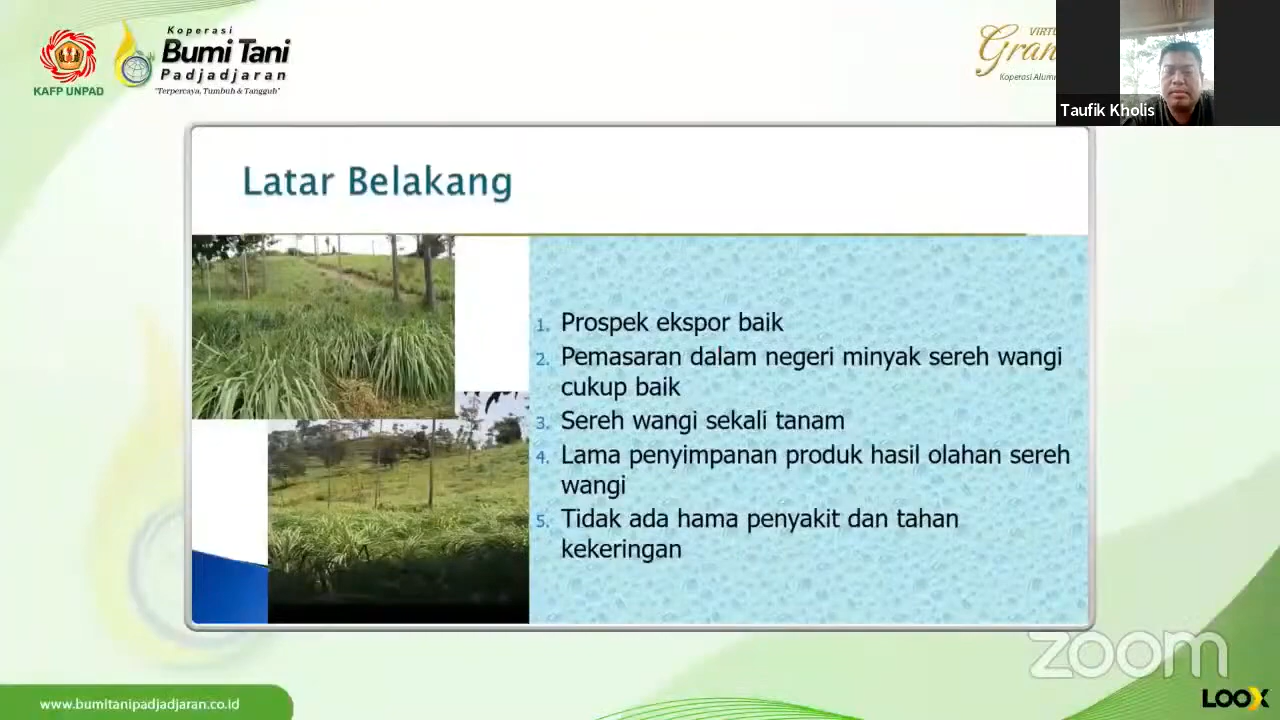 Koperasi
Bumi Tani
Padjadjaran
"Terpercaya, Tumbuh & Tangguh"
KAFP UNPAD
Koperasi Alum
Taufik Kholis
Latar Belakang
1. Prospek ekspor baik
2. Pemasaran dalam negeri minyak sereh wangi
cukup baik
3. Sereh wangi sekali tanam
4. Lama penyimpanan produk hasil olahan sereh
wangi
5. Tidak ada hama penyakit dan tahan
kekeringan
zoom
www.bumitanipadjadjaran.co.id
LOOX